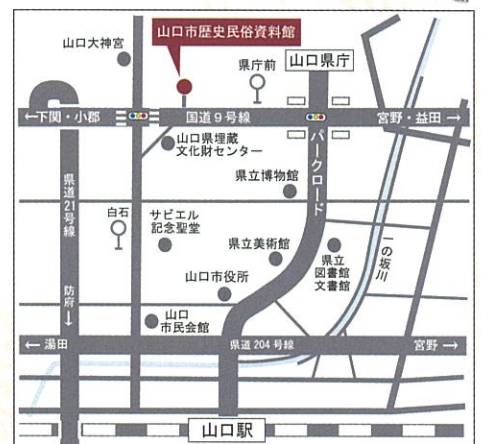 山口大神宮
山口市歴史民俗資料館
県庁前
山口県庁
←下関・小郡
国道9号線
宮野・益田→
山口県埋蔵
文化財センター
パークロード
県立博物館
県道21号線
白石
サビエル
記念聖堂
県立美術館
県立
図書館
文書館
一の坂川
山口市役所
防府→
山口
市民会館
←湯田
県道204号線
宮野→
山口駅